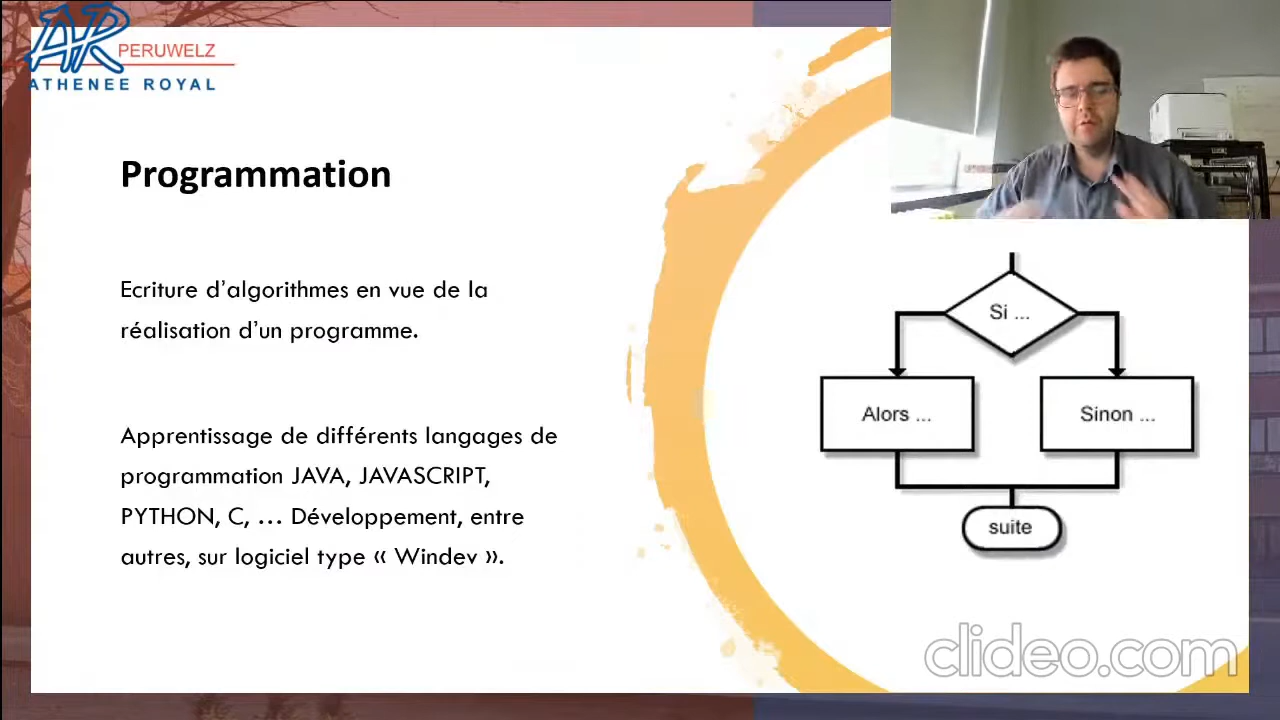 AR PERUWELZ
ATHENEE ROYAL
Programmation
Ecriture d’algorithmes en vue de la
réalisation d’un programme.
Apprentissage de différents langages de
programmation JAVA, JAVASCRIPT,
PYTHON, C, … Développement, entre
autres, sur logiciel type « Windev ».
Si ...
Alors ...
Sinon ...
suite
clideo.com